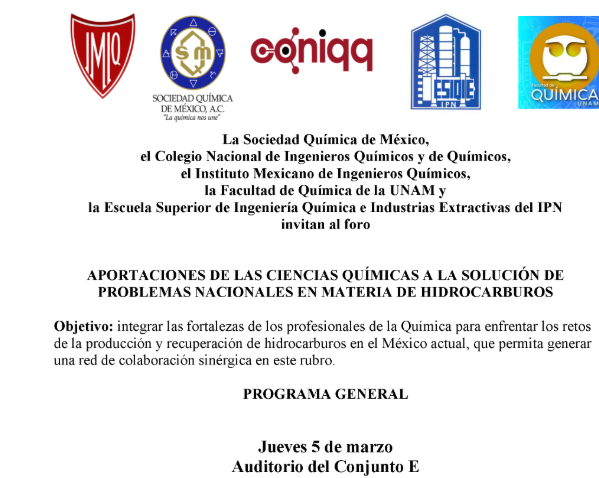 IMIQ
SQM
coniqq
ESIQIE
IPN
Facultad de
QUÍMICA
UNAM
SOCIEDAD QUÍMICA
DE MÉXICO, A.C.
"La química nos une"
La Sociedad Química de México,
el Colegio Nacional de Ingenieros Químicos y de Químicos,
el Instituto Mexicano de Ingenieros Químicos,
la Facultad de Química de la UNAM y
la Escuela Superior de Ingeniería Química e Industrias Extractivas del IPN
invitan al foro
APORTACIONES DE LAS CIENCIAS QUÍMICAS A LA SOLUCIÓN DE
PROBLEMAS NACIONALES EN MATERIA DE HIDROCARBUROS
Objetivo: integrar las fortalezas de los profesionales de la Química para enfrentar los retos
de la producción y recuperación de hidrocarburos en el México actual, que permita generar
una red de colaboración sinérgica en este rubro.
PROGRAMA GENERAL
Jueves 5 de marzo
Auditorio del Conjunto E